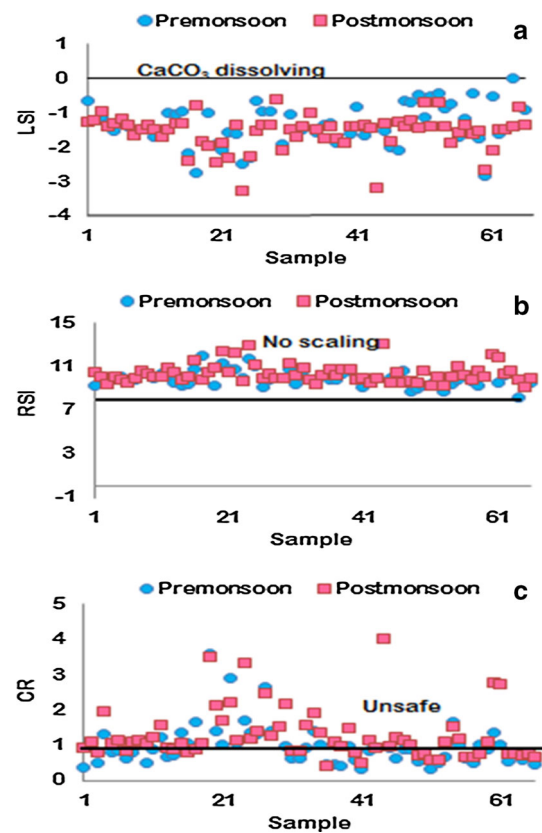 Premonsoon Postmonsoon
a
1
0
-1
-2
-3
-4
LSI
CaCO₃ dissolving
1 21 41 61
Sample
Premonsoon Postmonsoon
b
15
11
7
3
-1
RSI
No scaling
1 21 41 61
Sample
Premonsoon Postmonsoon
c
5
4
3
2
1
0
CR
Unsafe
1 21 41 61
Sample